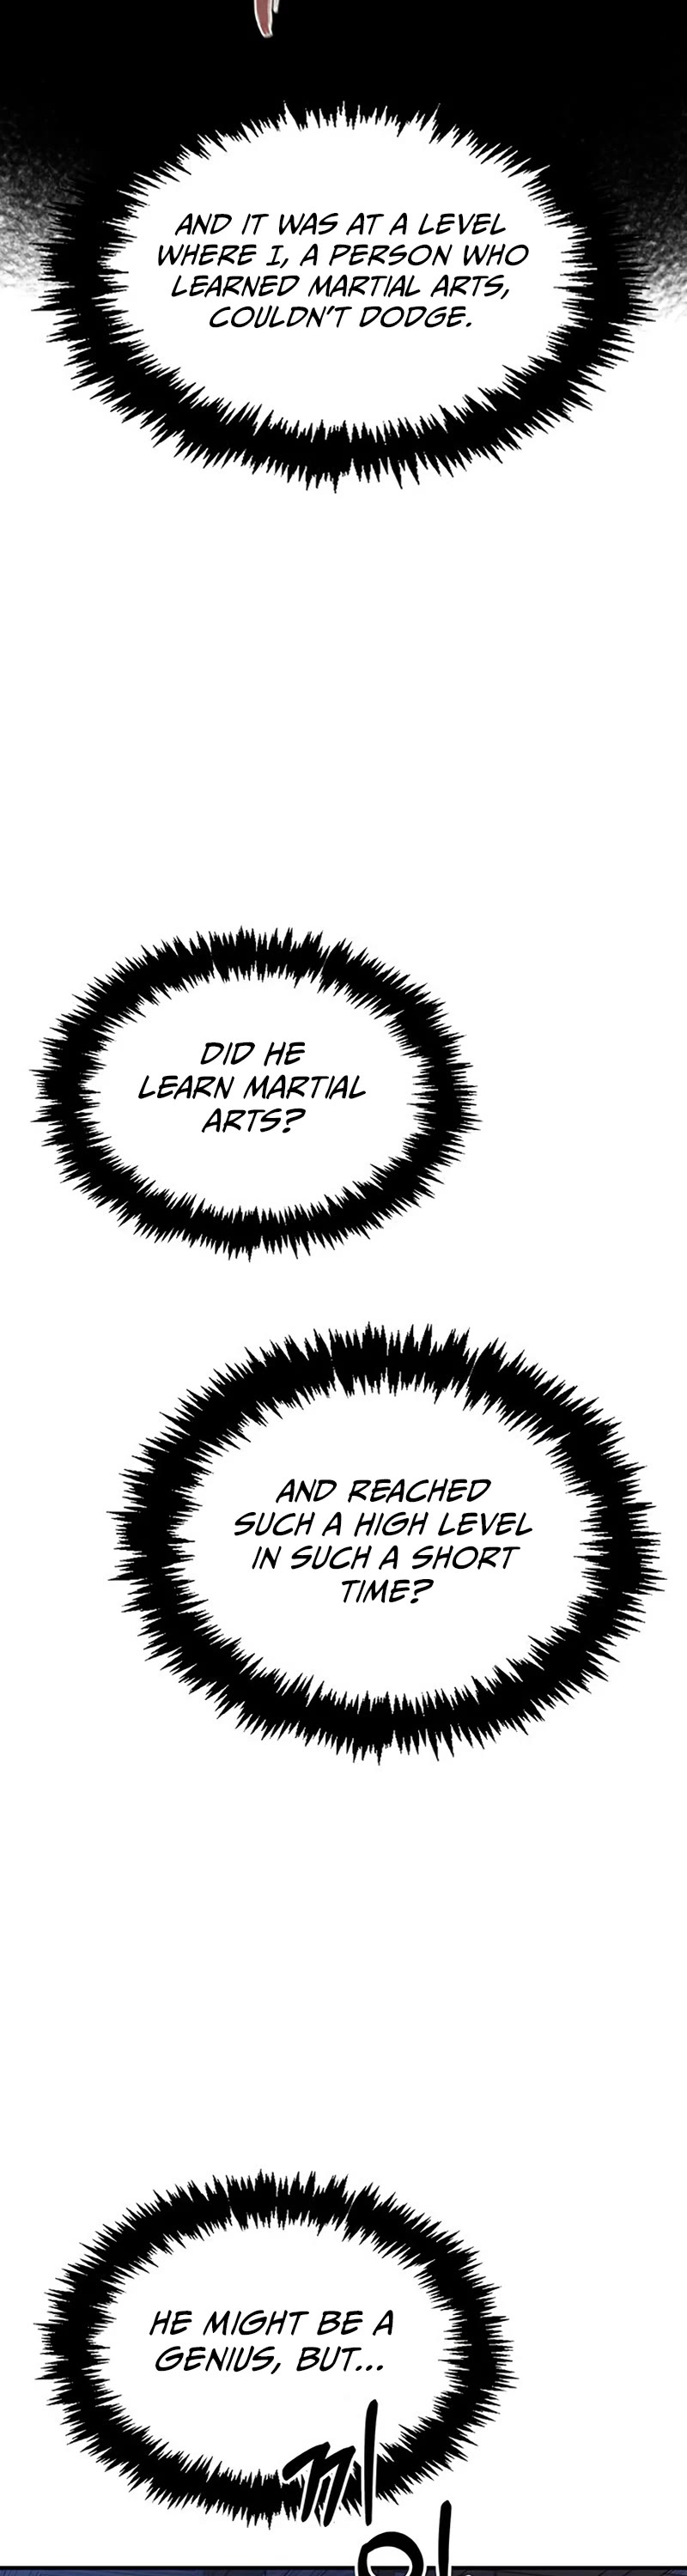 AND IT WAS AT A LEVEL
WHERE I, A PERSON WHO
LEARNED MARTIAL ARTS,
COULDN'T DODGE.
DID HE
LEARN MARTIAL
ARTS?
AND REACHED
SUCH A HIGH LEVEL
IN SUCH A SHORT
TIME?
HE MIGHT BE A
GENIUS, BUT...